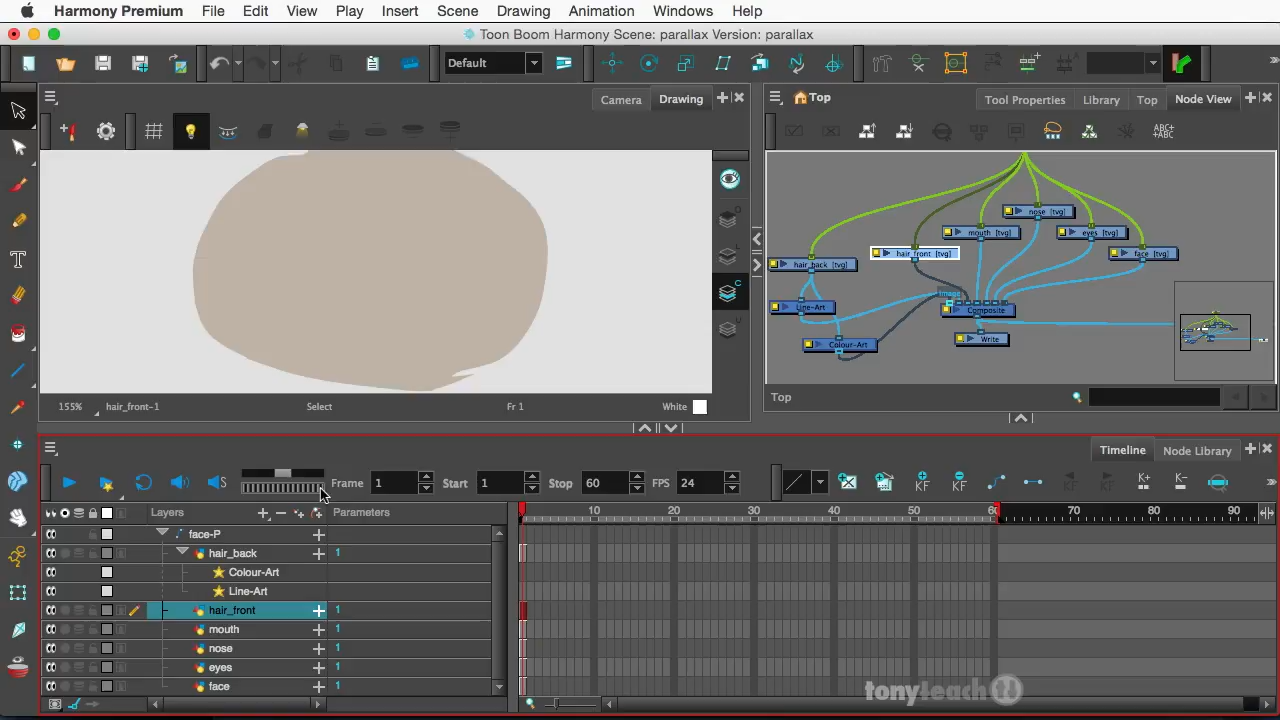 Harmony Premium File Edit View Play Insert Scene Drawing Animation Windows Help
Toon Boom Harmony Scene: parallax Version: parallax
Default
Camera Drawing
Top
Tool Properties Library Top Node View
ABC+
ABC+
nose [tvg]
mouth [tvg] eyes [tvg]
hair_front [tvg] face [tvg]
hair_back [tvg]
Image
Line-Art Composite
Write
Colour-Art
Top
155% hair_front-1 Select Fr 1 White
Timeline Node Library
S Frame 1 Start 1 Stop 60 FPS 24 KF KF K+ K-
Layers Parameters 10 20 30 40 50 60 70 80 90
face-P
hair_back 1
Colour-Art
Line-Art
hair_front 1
mouth 1
nose 1
eyes 1
face 1
tonyteach